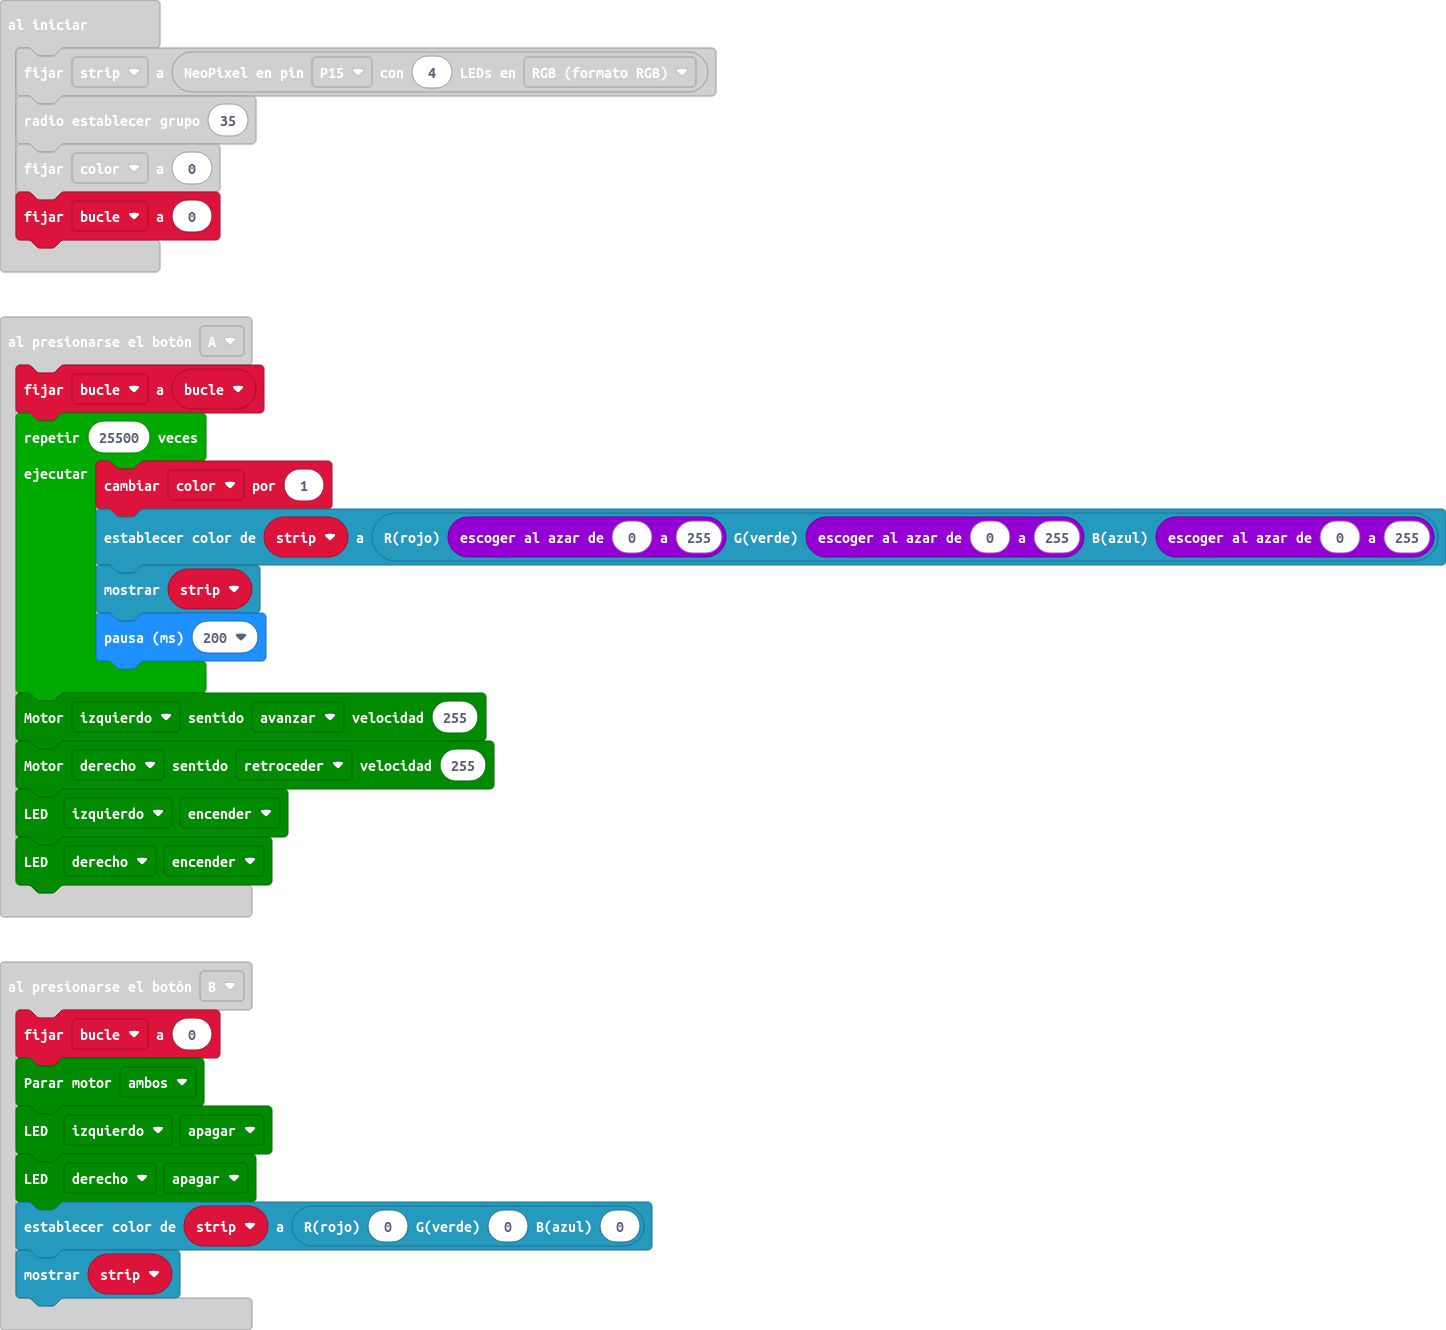 al iniciar
fijar strip a NeoPixel en pin P15 con 4 LEDs en RGB (formato RGB)
radio establecer grupo 35
fijar color a 0
fijar bucle a 0
al presionarse el botón A
fijar bucle a bucle
repetir 25500 veces
ejecutar
cambiar color por 1
establecer color de strip a R(rojo) escoger al azar de 0 a 255 G(verde) escoger al azar de 0 a 255 B(azul) escoger al azar de 0 a 255
mostrar strip
pausa (ms) 200
Motor izquierdo sentido avanzar velocidad 255
Motor derecho sentido retroceder velocidad 255
LED izquierdo encender
LED derecho encender
al presionarse el botón B
fijar bucle a 0
Parar motor ambos
LED izquierdo apagar
LED derecho apagar
establecer color de strip a R(rojo) 0 G(verde) 0 B(azul) 0
mostrar strip